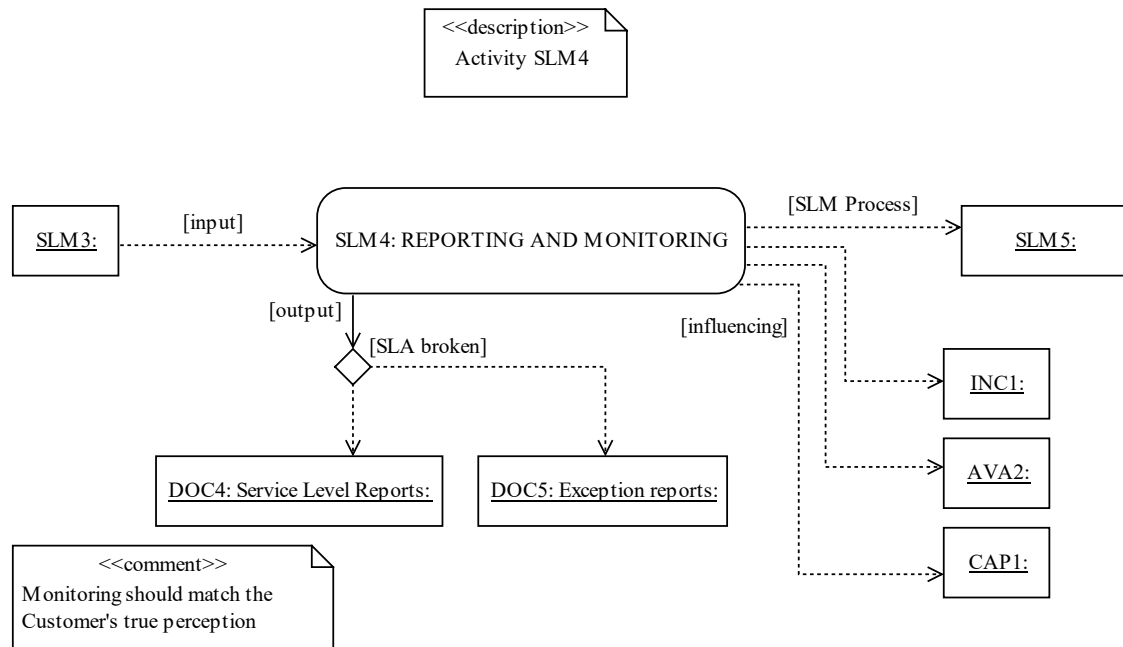 <<description>>
Activity SLM4
[SLM Process]
SLM3:
[input]
SLM4: REPORTING AND MONITORING
SLM5:
[output]
[influencing]
[SLA broken]
INC1:
DOC4: Service Level Reports:
DOC5: Exception reports:
AVA2:
CAP1:
<<comment>>
Monitoring should match the
Customer's true perception